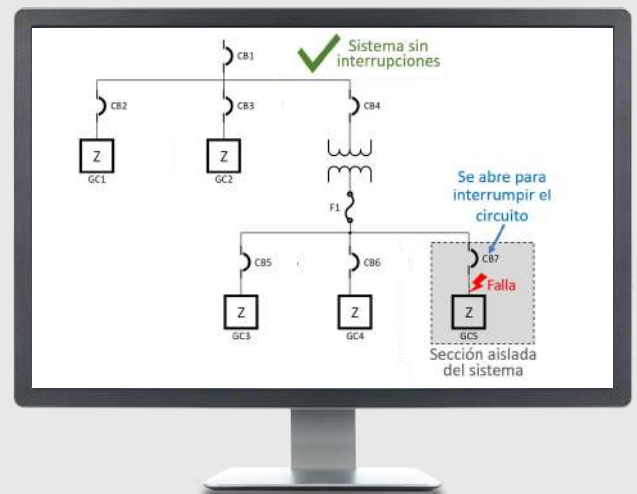 Sistema sin
interrupciones
CB1
CB2
CB3
CB4
Z
Z
GC1
GC2
Se abre para
interrumpir el
circuito
F1
CB5
CB6
CB7
Falla
Z
Z
Z
GC3
GC4
GC5
Sección aislada
del sistema